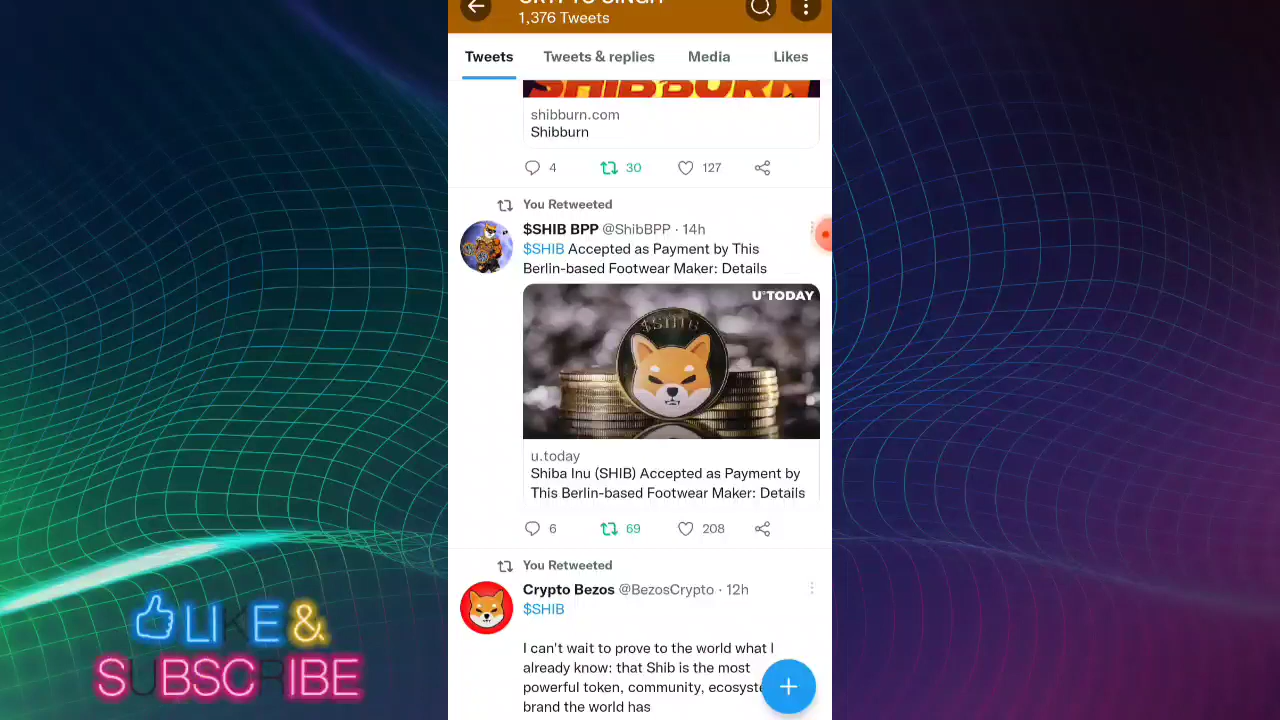 1,376 Tweets
Tweets
Tweets & replies
Media
Likes
SHIBBURN
shibburn.com
Shibburn
4
30
127
You Retweeted
$SHIB BPP @ShibBPP · 14h
$SHIB Accepted as Payment by This
Berlin-based Footwear Maker: Details
U TODAY
$SHIB
u.today
Shiba Inu (SHIB) Accepted as Payment by
This Berlin-based Footwear Maker: Details
6
69
208
You Retweeted
Crypto Bezos @BezosCrypto · 12h
$SHIB
I can't wait to prove to the world what I
already know: that Shib is the most
powerful token, community,
brand the world has
LIKE &
SUBSCRIBE